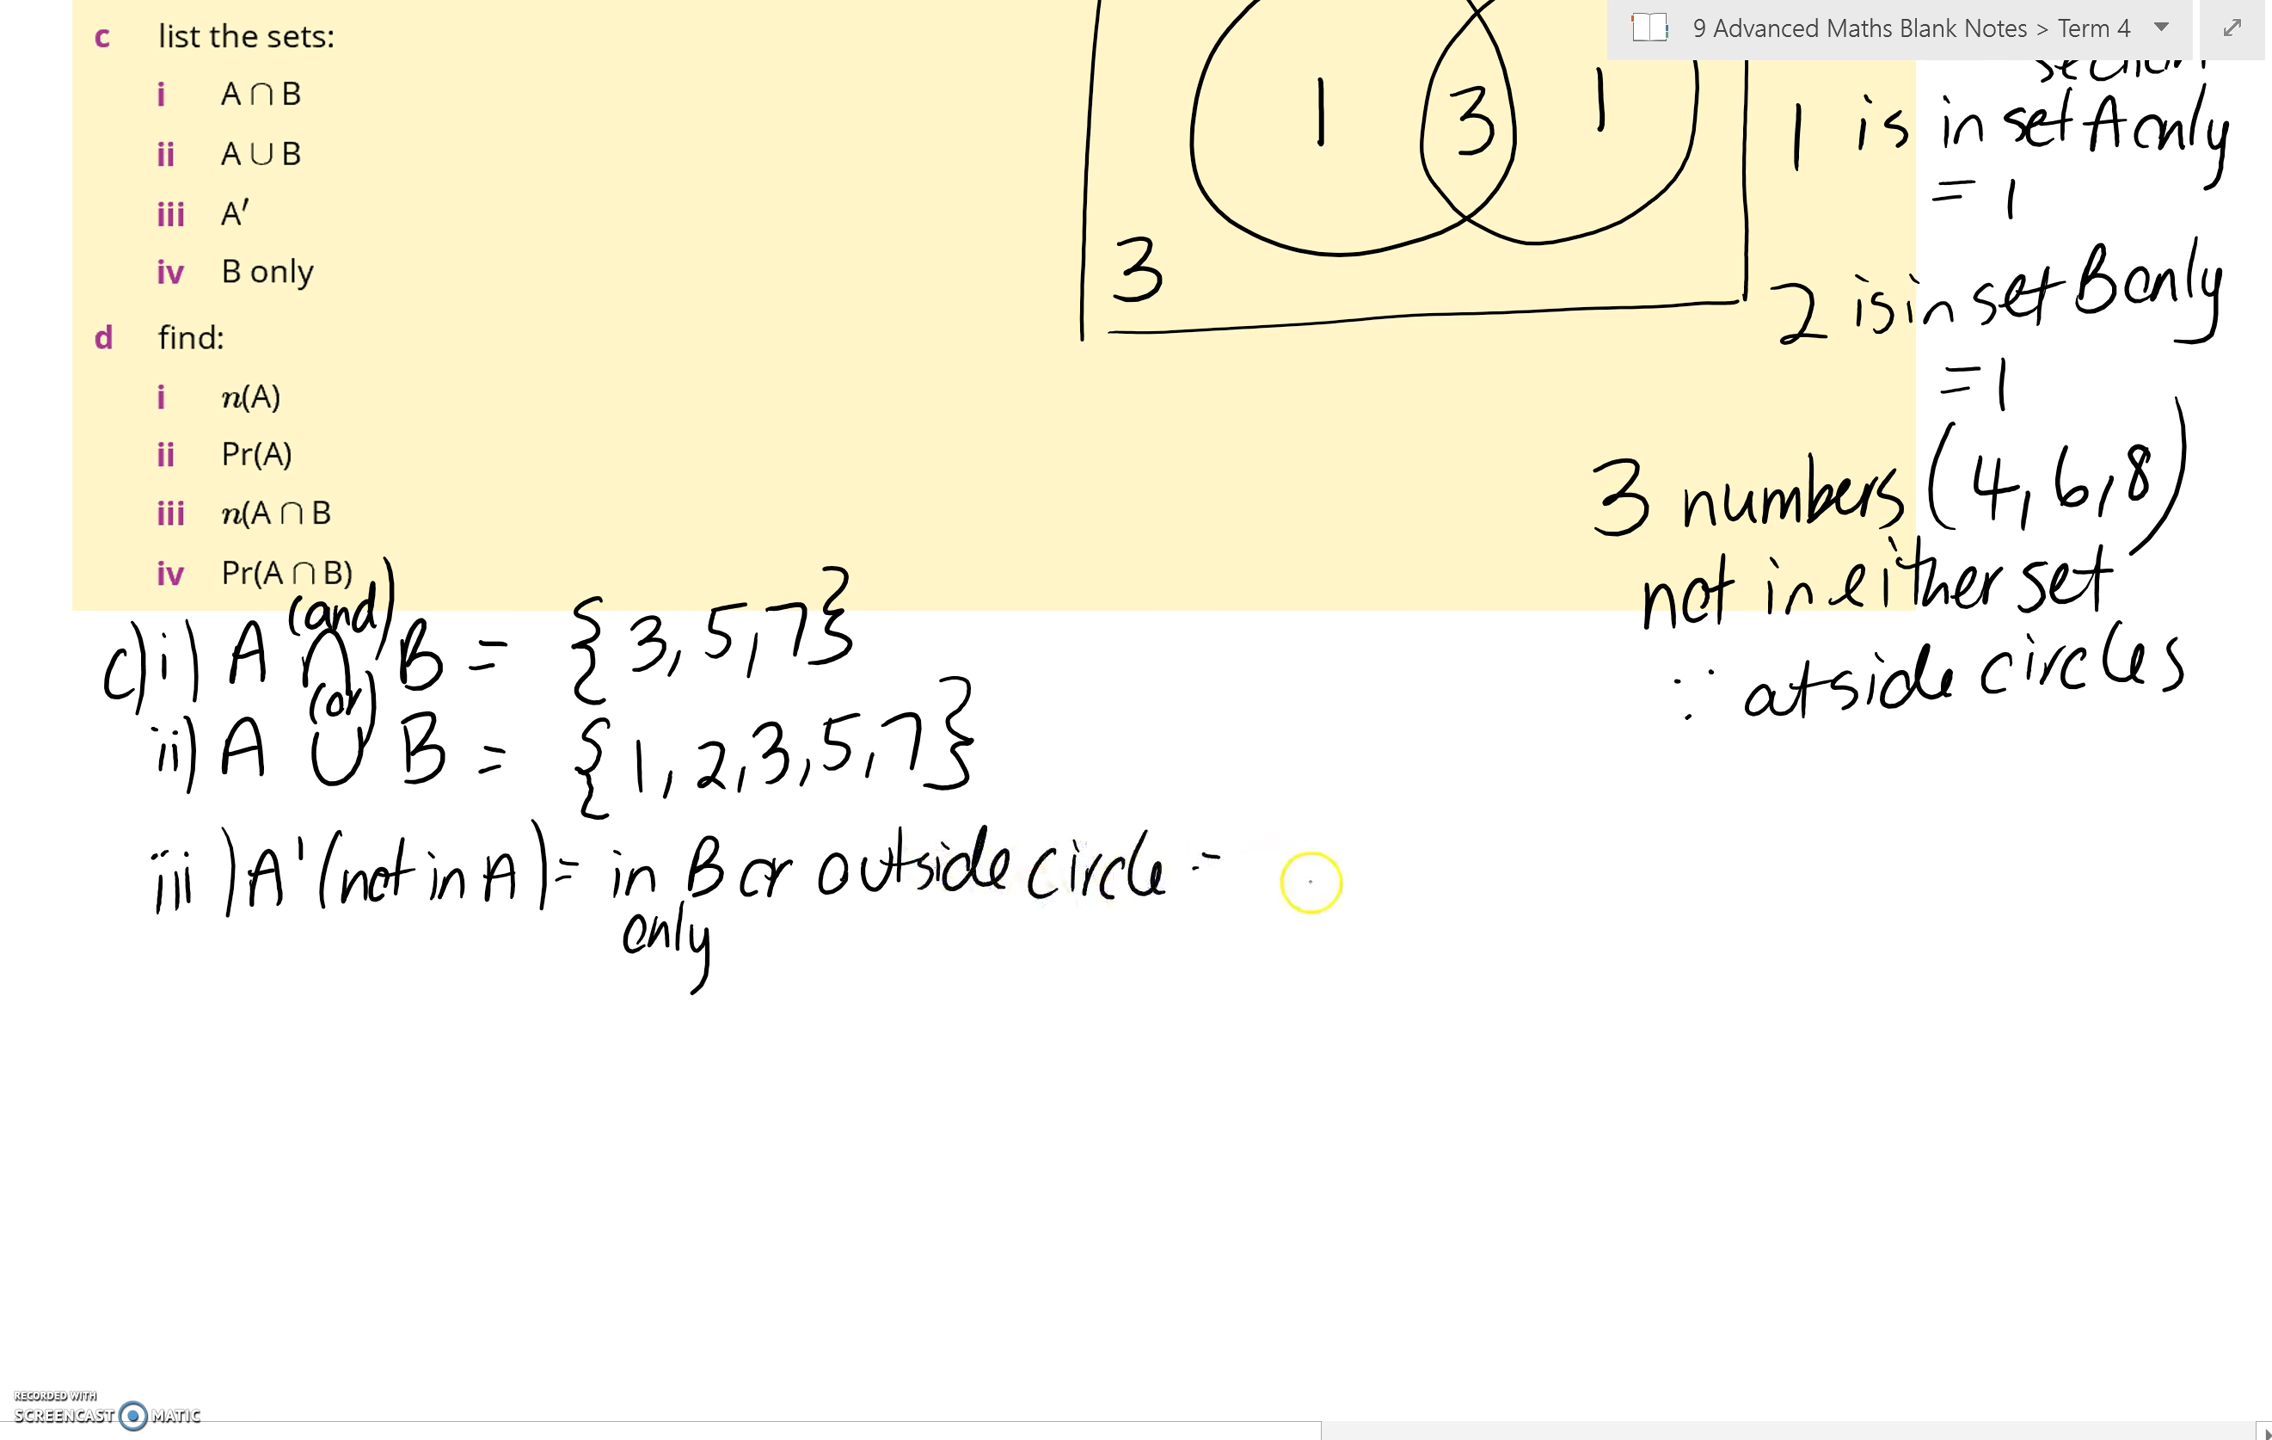 c list the sets:
i A ∩ B
ii A ∪ B
iii A′
iv B only
d find:
i n(A)
ii Pr(A)
iii n(A ∩ B
iv Pr(A ∩ B)
1 3 1
3
9 Advanced Maths Blank Notes > Term 4
1 is in set A only
= 1
2 is in set B only
= 1
3 numbers (4, 6, 8)
not in either set
∵ outside circles
(and)
c) i) A ∩ B = {3, 5, 7}
(or)
ii) A ∪ B = {1, 2, 3, 5, 7}
iii) A' (not in A) = in B or outside circle =
only
RECORDED WITH
SCREENCAST MATIC